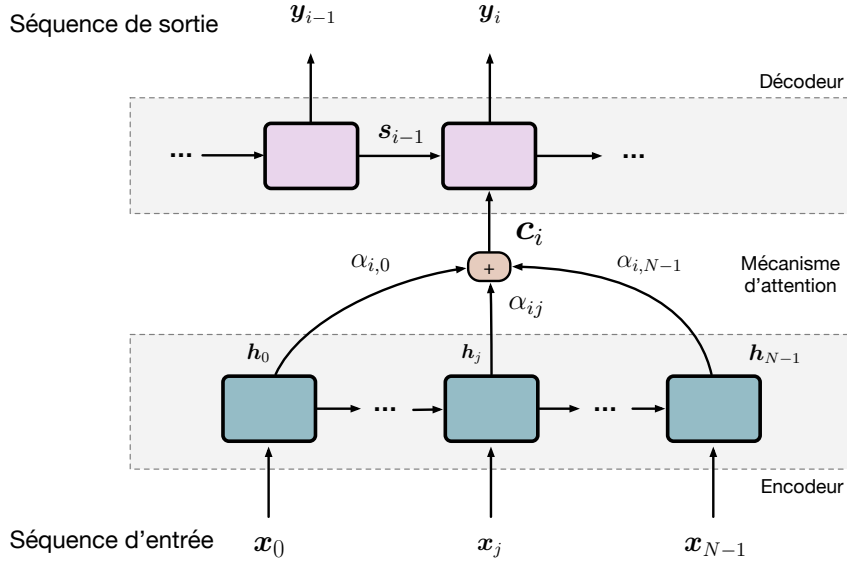 Séquence de sortie
𝒚_{i−1}
𝒚_i
Décodeur
...
𝒔_{i−1}
...
𝒄_i
+
α_{i,0}
α_{ij}
α_{i,N−1}
Mécanisme
d'attention
𝒉_0
𝒉_j
𝒉_{N−1}
...
...
Encodeur
Séquence d'entrée
𝒙_0
𝒙_j
𝒙_{N−1}